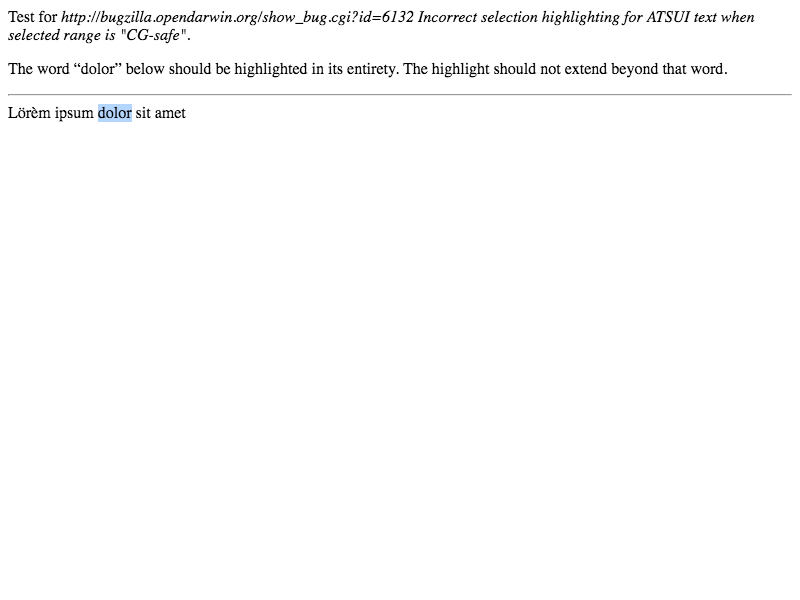 Test for http://bugzilla.opendarwin.org/show_bug.cgi?id=6132 Incorrect selection highlighting for ATSUI text when
selected range is "CG-safe".
The word “dolor” below should be highlighted in its entirety. The highlight should not extend beyond that word.
Lörèm ipsum dolor sit amet